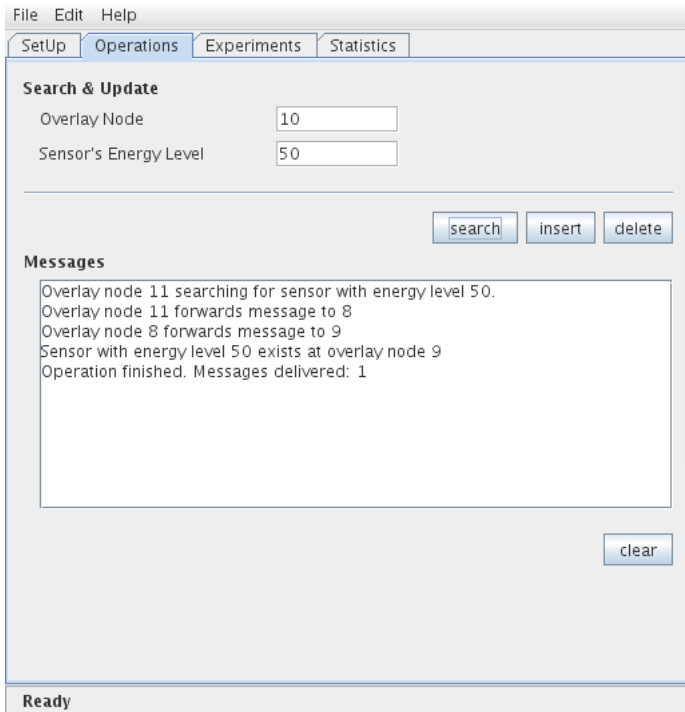 File Edit Help
SetUp Operations Experiments Statistics
Search & Update
Overlay Node 10
Sensor's Energy Level 50
search insert delete
Messages
Overlay node 11 searching for sensor with energy level 50.
Overlay node 11 forwards message to 8
Overlay node 8 forwards message to 9
Sensor with energy level 50 exists at overlay node 9
Operation finished. Messages delivered: 1
clear
Ready